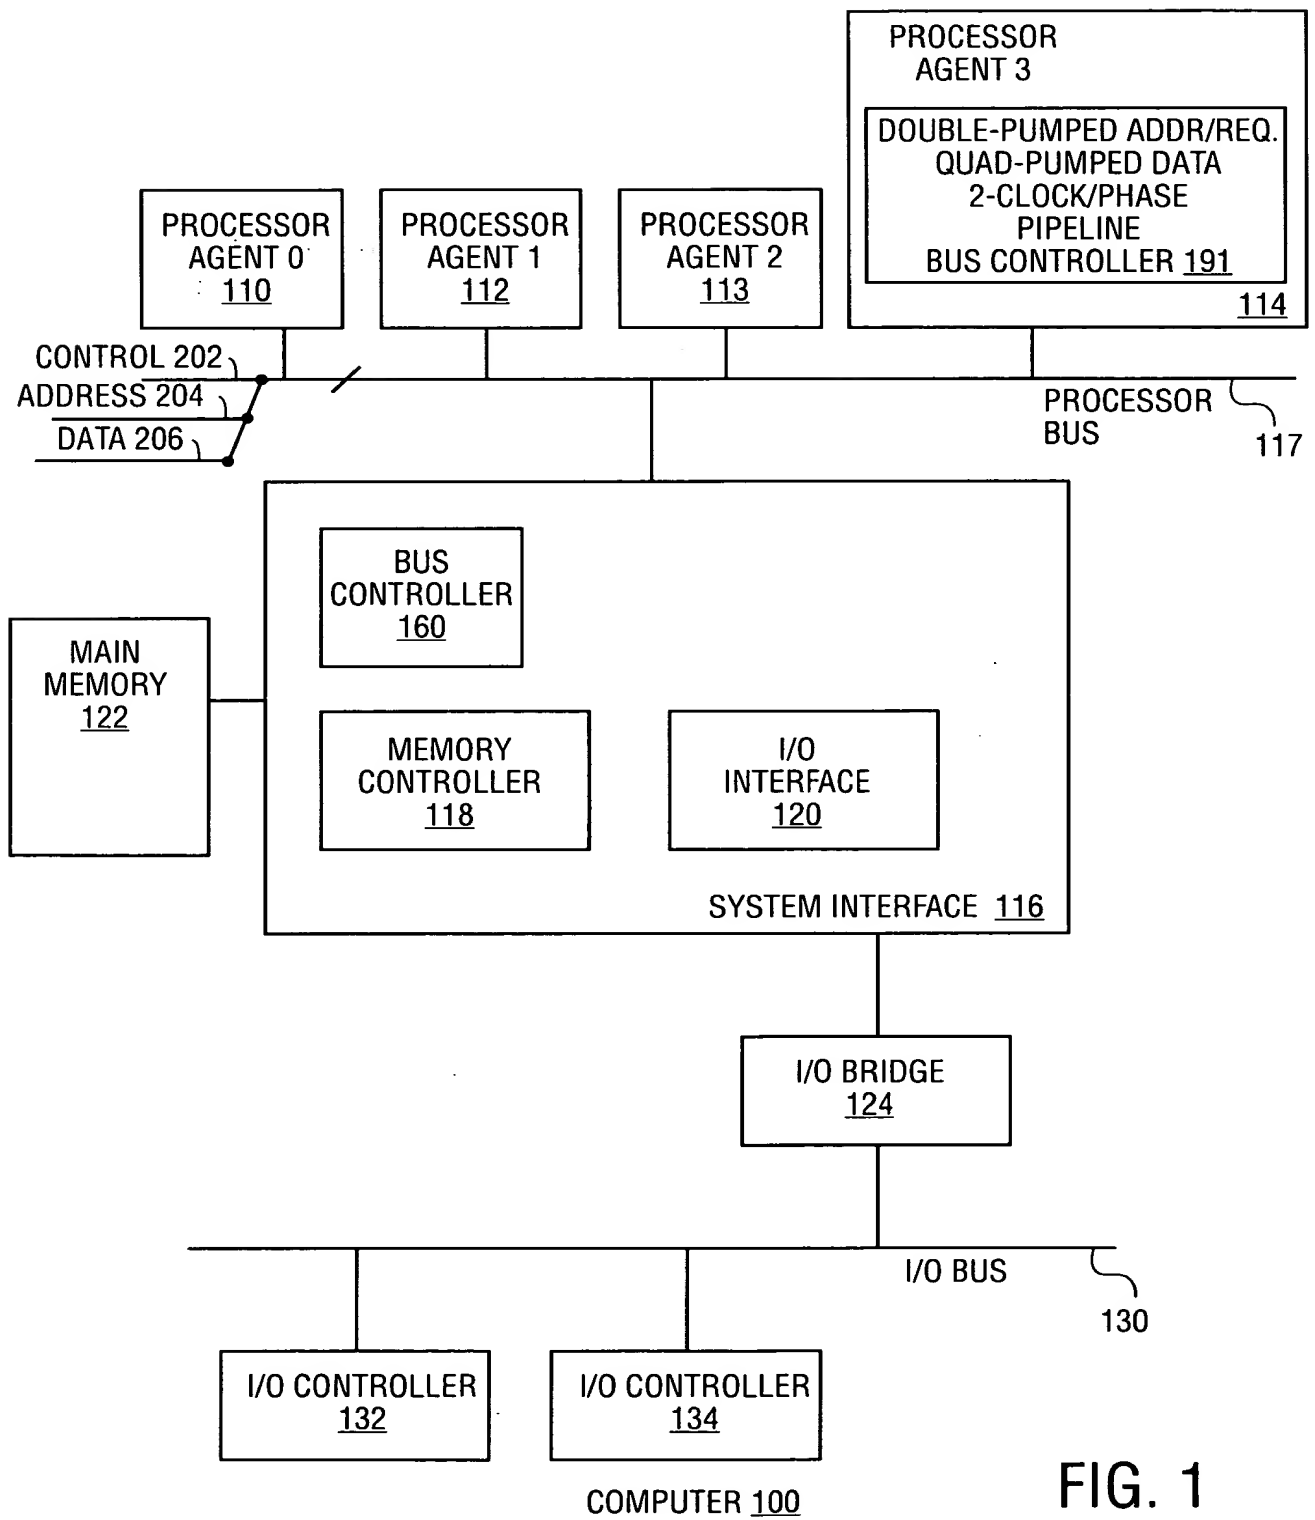 PROCESSOR
AGENT 3
DOUBLE-PUMPED ADDR/REQ.
QUAD-PUMPED DATA
2-CLOCK/PHASE
PIPELINE
BUS CONTROLLER 191
114
PROCESSOR
AGENT 0
110
PROCESSOR
AGENT 1
112
PROCESSOR
AGENT 2
113
CONTROL 202
ADDRESS 204
DATA 206
PROCESSOR
BUS
117
BUS
CONTROLLER
160
MAIN
MEMORY
122
MEMORY
CONTROLLER
118
I/O
INTERFACE
120
SYSTEM INTERFACE 116
I/O BRIDGE
124
I/O BUS
130
I/O CONTROLLER
132
I/O CONTROLLER
134
COMPUTER 100
FIG. 1